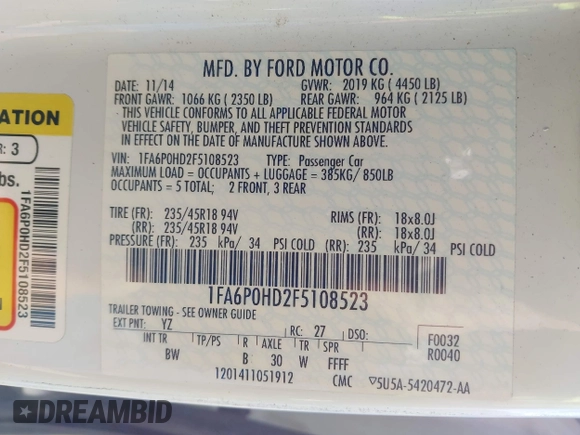 MFD. BY FORD MOTOR CO.
DATE: 11/14 GVWR: 2019 KG ( 4450 LB)
FRONT GAWR: 1066 KG ( 2350 LB) REAR GAWR: 964 KG ( 2125 LB)
THIS VEHICLE CONFORMS TO ALL APPLICABLE FEDERAL MOTOR
VEHICLE SAFETY, BUMPER, AND THEFT PREVENTION STANDARDS
IN EFFECT ON THE DATE OF MANUFACTURE SHOWN ABOVE.
VIN: 1FA6P0HD2F5108523 TYPE: Passenger Car
MAXIMUM LOAD = OCCUPANTS + LUGGAGE = 385KG/ 850LB
OCCUPANTS = 5 TOTAL; 2 FRONT, 3 REAR
TIRE (FR): 235/45R18 94V RIMS (FR): 18x8.0J
(RR): 235/45R18 94V (RR): 18x8.0J
PRESSURE (FR): 235 kPa/ 34 PSI COLD (RR): 235 kPa/ 34 PSI COLD
1FA6P0HD2F5108523
TRAILER TOWING - SEE OWNER GUIDE
EXT PNT: YZ RC: 27 DSO: F0032
INT TR TP/PS R AXLE TR SPR R0040
BW B 30 W FFFF
1201411051912 CMC 5U5A-5420472-AA
ATION
R: 3
bs.
1FA6P0HD2F5108523
DREAMBID